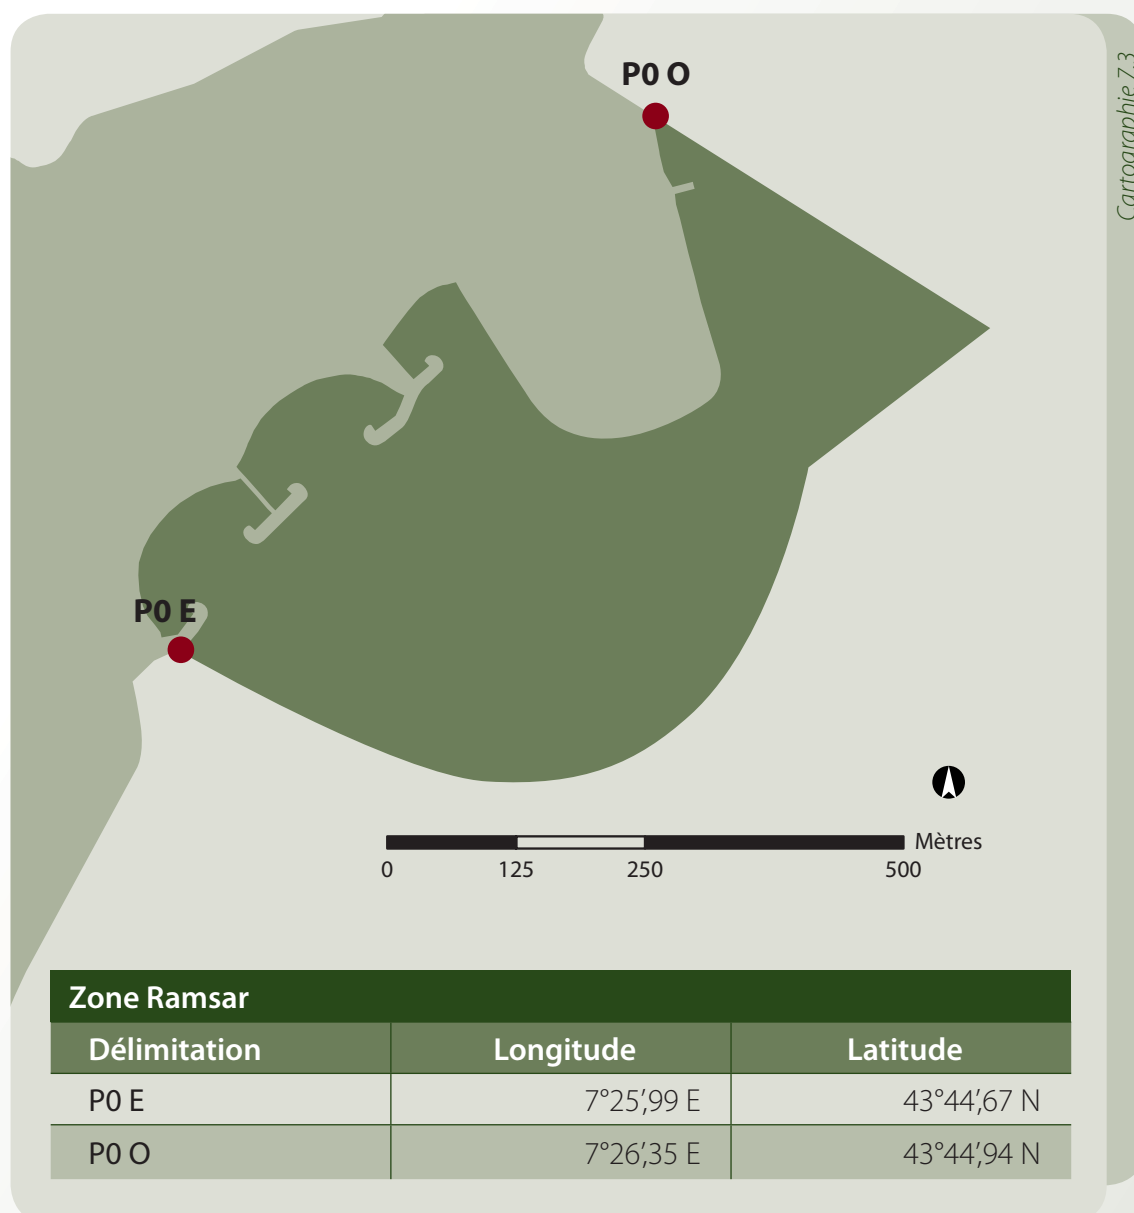 Cartographie 7.3
P0 O
P0 E
Mètres
0 125 250 500
Zone Ramsar
Délimitation Longitude Latitude
P0 E 7°25’,99 E 43°44’,67 N
P0 O 7°26’,35 E 43°44’,94 N